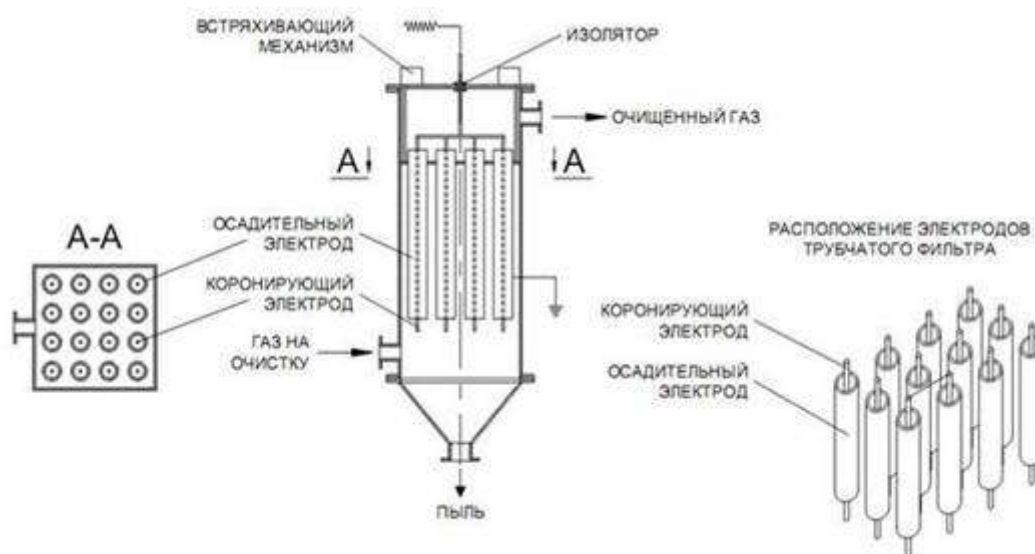 ВСТРЯХИВАЮЩИЙ
МЕХАНИЗМ
ИЗОЛЯТОР
ОЧИЩЕННЫЙ ГАЗ
А
А
А-А
ОСАДИТЕЛЬНЫЙ
ЭЛЕКТРОД
КОРОНИРУЮЩИЙ
ЭЛЕКТРОД
ГАЗ НА
ОЧИСТКУ
ПЫЛЬ
РАСПОЛОЖЕНИЕ ЭЛЕКТРОДОВ
ТРУБЧАТОГО ФИЛЬТРА
КОРОНИРУЮЩИЙ
ЭЛЕКТРОД
ОСАДИТЕЛЬНЫЙ
ЭЛЕКТРОД